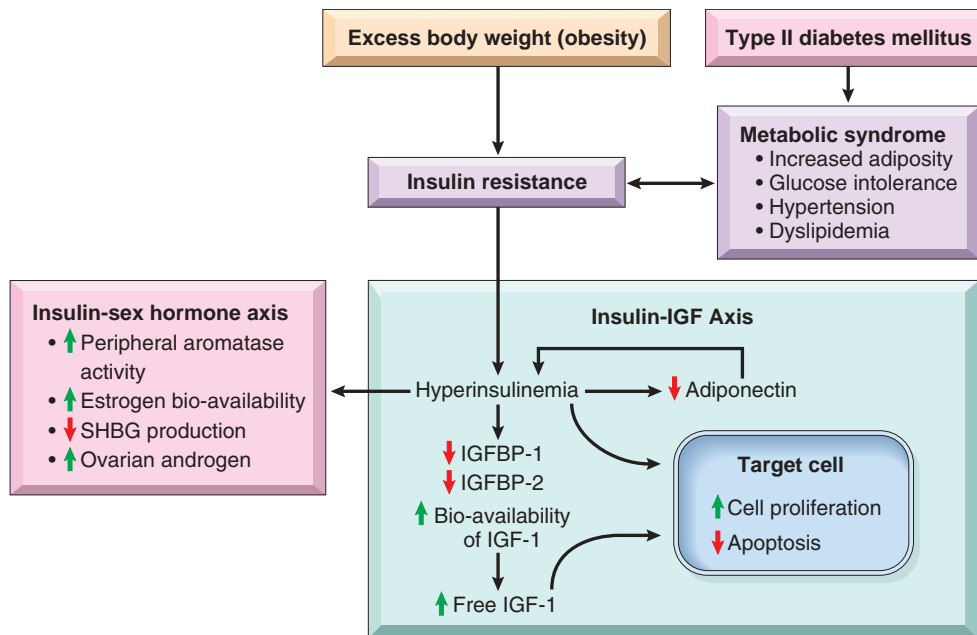 Excess body weight (obesity)
Type II diabetes mellitus
Metabolic syndrome
• Increased adiposity
• Glucose intolerance
• Hypertension
• Dyslipidemia
Insulin resistance
Insulin-sex hormone axis
• Peripheral aromatase
activity
• Estrogen bio-availability
• SHBG production
• Ovarian androgen
Insulin-IGF Axis
Hyperinsulinemia
Adiponectin
IGFBP-1
IGFBP-2
Bio-availability
of IGF-1
Free IGF-1
Target cell
Cell proliferation
Apoptosis